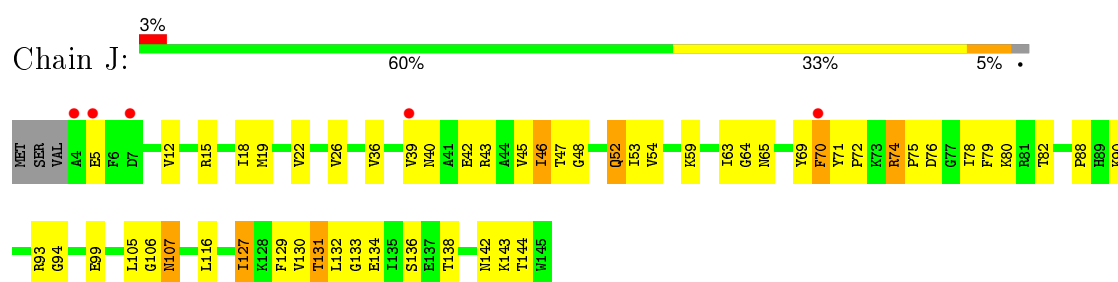 3%
Chain J:
60% 33% 5% •
MET SER VAL A4 E5 F6 D7 V12 R15 I18 M19 V22 V26 V36 V39 N40 A41 E42 R43 A44 V45 I46 T47 G48 Q52 I53 V54 K59 I63 G64 N65 Y69 F70 Y71 P72 K73 R74 P75 D76 G77 I78 F79 K80 R81 T82 P88 H89 K90
R93 G94 E99 L105 G106 N107 L116 I127 K128 F129 V130 T131 L132 G133 E134 I135 S136 E137 T138 N142 K143 T144 W145